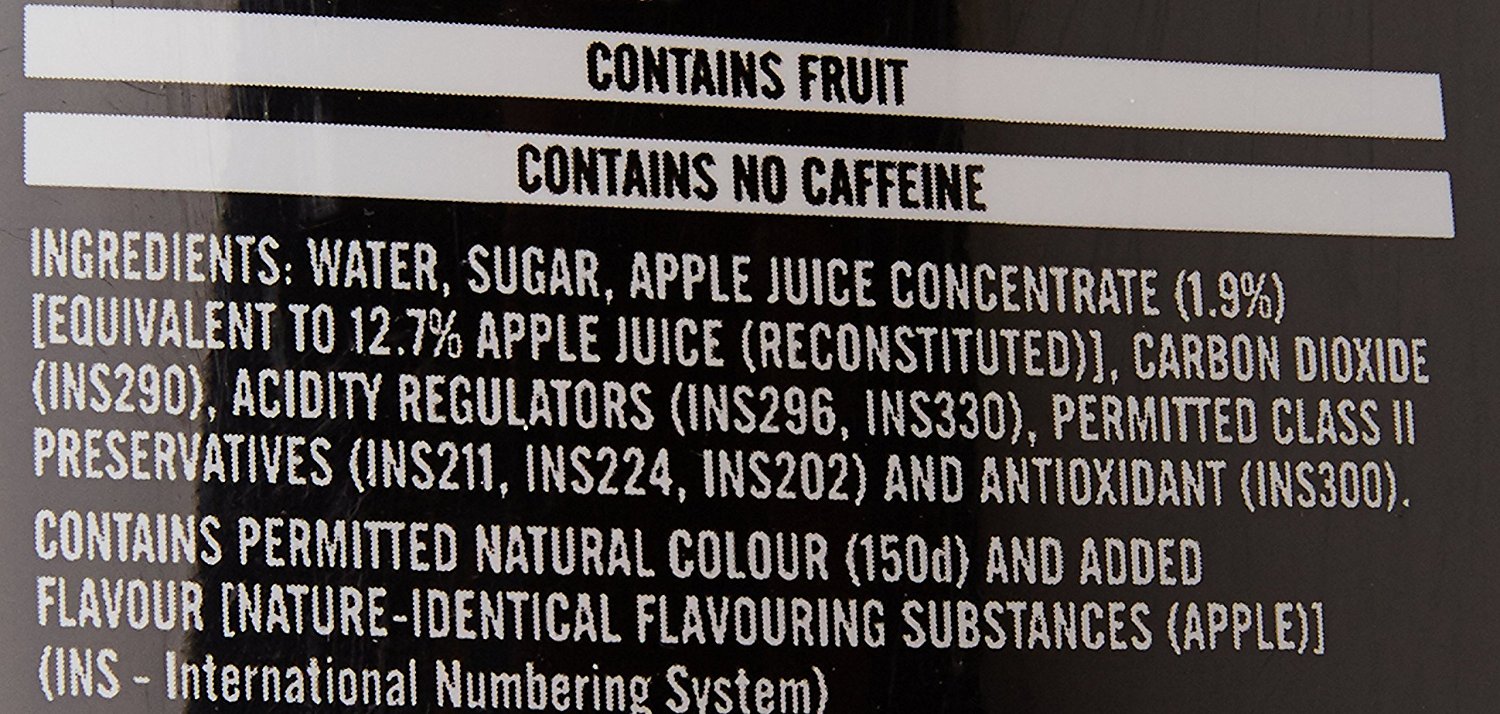 CONTAINS FRUIT
CONTAINS NO CAFFEINE
INGREDIENTS: WATER, SUGAR, APPLE JUICE CONCENTRATE (1.9%)
[EQUIVALENT TO 12.7% APPLE JUICE (RECONSTITUTED)], CARBON DIOXIDE
(INS290), ACIDITY REGULATORS (INS296, INS330), PERMITTED CLASS II
PRESERVATIVES (INS211, INS224, INS202) AND ANTIOXIDANT (INS300).
CONTAINS PERMITTED NATURAL COLOUR (150d) AND ADDED
FLAVOUR [NATURE-IDENTICAL FLAVOURING SUBSTANCES (APPLE)]
(INS - International Numbering System)